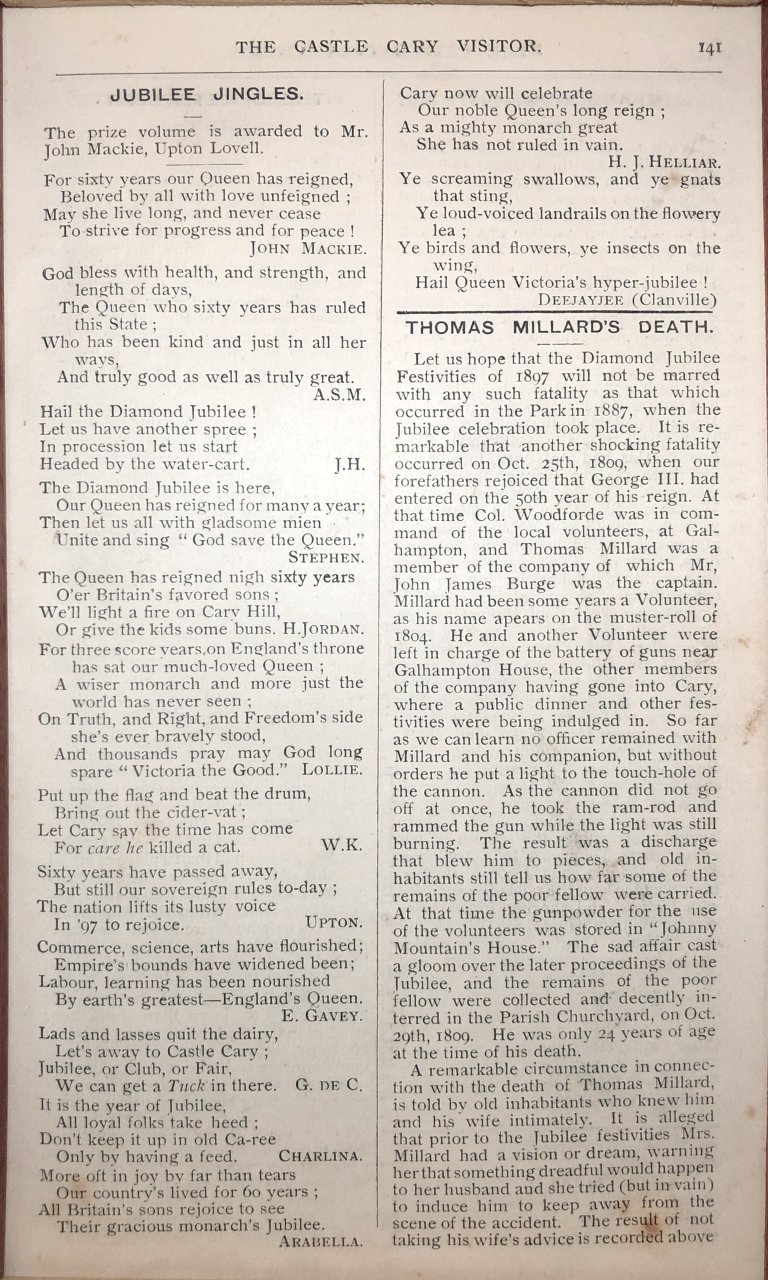 THE CASTLE CARY VISITOR. 141
JUBILEE JINGLES.
The prize volume is awarded to Mr.
John Mackie, Upton Lovell.
For sixty years our Queen has reigned,
Beloved by all with love unfeigned ;
May she live long, and never cease
To strive for progress and for peace !
JOHN MACKIE.
God bless with health, and strength, and
length of days,
The Queen who sixty years has ruled
this State ;
Who has been kind and just in all her
ways,
And truly good as well as truly great.
A.S.M.
Hail the Diamond Jubilee !
Let us have another spree ;
In procession let us start
Headed by the water-cart. J.H.
The Diamond Jubilee is here,
Our Queen has reigned for many a year;
Then let us all with gladsome mien
Unite and sing “ God save the Queen.”
STEPHEN.
The Queen has reigned nigh sixty years
O'er Britain's favored sons ;
We'll light a fire on Cary Hill,
Or give the kids some buns. H.JORDAN.
For three score years,on England's throne
has sat our much-loved Queen ;
A wiser monarch and more just the
world has never seen ;
On Truth, and Right, and Freedom's side
she's ever bravely stood,
And thousands pray may God long
spare “ Victoria the Good.” LOLLIE.
Put up the flag and beat the drum,
Bring out the cider-vat ;
Let Cary say the time has come
For care he killed a cat. W.K.
Sixty years have passed away,
But still our sovereign rules to-day ;
The nation lifts its lusty voice
In '97 to rejoice. UPTON.
Commerce, science, arts have flourished;
Empire's bounds have widened been;
Labour, learning has been nourished
By earth's greatest—England's Queen.
E. GAVEY.
Lads and lasses quit the dairy,
Let's away to Castle Cary ;
Jubilee, or Club, or Fair,
We can get a Tuck in there. G. DE C.
It is the year of Jubilee,
All loyal folks take heed ;
Don't keep it up in old Ca-ree
Only by having a feed. CHARLINA.
More oft in joy by far than tears
Our country's lived for 60 years ;
All Britain's sons rejoice to see
Their gracious monarch's Jubilee.
ARABELLA.
Cary now will celebrate
Our noble Queen's long reign ;
As a mighty monarch great
She has not ruled in vain.
H. J. HELLIAR.
Ye screaming swallows, and ye gnats
that sting,
Ye loud-voiced landrails on the flowery
lea ;
Ye birds and flowers, ye insects on the
wing,
Hail Queen Victoria's hyper-jubilee !
DEEJAYJEE (Clanville)
THOMAS MILLARD'S DEATH.
Let us hope that the Diamond Jubilee
Festivities of 1897 will not be marred
with any such fatality as that which
occurred in the Park in 1887, when the
Jubilee celebration took place. It is re-
markable that another shocking fatality
occurred on Oct. 25th, 1809, when our
forefathers rejoiced that George III. had
entered on the 50th year of his reign. At
that time Col. Woodforde was in com-
mand of the local volunteers, at Gal-
hampton, and Thomas Millard was a
member of the company of which Mr,
John James Burge was the captain.
Millard had been some years a Volunteer,
as his name apears on the muster-roll of
1804. He and another Volunteer were
left in charge of the battery of guns near
Galhampton House, the other members
of the company having gone into Cary,
where a public dinner and other fes-
tivities were being indulged in. So far
as we can learn no officer remained with
Millard and his companion, but without
orders he put a light to the touch-hole of
the cannon. As the cannon did not go
off at once, he took the ram-rod and
rammed the gun while the light was still
burning. The result was a discharge
that blew him to pieces, and old in-
habitants still tell us how far some of the
remains of the poor fellow were carried.
At that time the gunpowder for the use
of the volunteers was stored in “Johnny
Mountain's House.” The sad affair cast
a gloom over the later proceedings of the
Jubilee, and the remains of the poor
fellow were collected and decently in-
terred in the Parish Churchyard, on Oct.
29th, 1809. He was only 24 years of age
at the time of his death.
A remarkable circumstance in connec-
tion with the death of Thomas Millard,
is told by old inhabitants who knew him
and his wife intimately. It is alleged
that prior to the Jubilee festivities Mrs.
Millard had a vision or dream, warning
her that something dreadful would happen
to her husband and she tried (but in vain)
to induce him to keep away from the
scene of the accident. The result of not
taking his wife's advice is recorded above